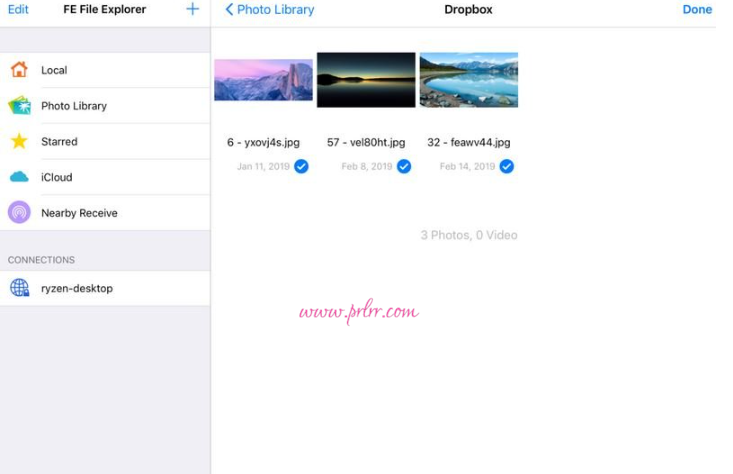 Edit FE File Explorer + Photo Library Dropbox Done
Local
Photo Library
Starred
iCloud
Nearby Receive
CONNECTIONS
ryzen-desktop
6 - yxovj4s.jpg 57 - vel80ht.jpg 32 - feawv44.jpg
Jan 11, 2019 Feb 8, 2019 Feb 14, 2019
3 Photos, 0 Video
www.prlrr.com